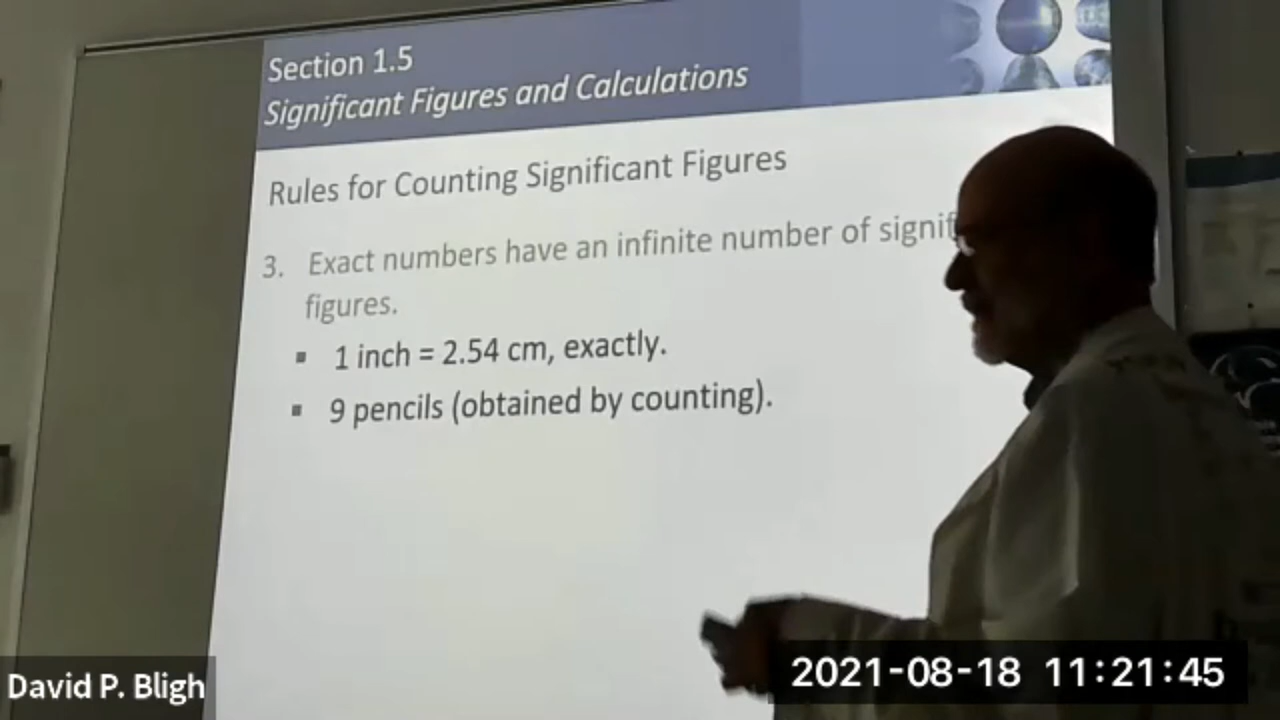 Section 1.5
Significant Figures and Calculations
Rules for Counting Significant Figures
3. Exact numbers have an infinite number of signif
figures.
▪ 1 inch = 2.54 cm, exactly.
▪ 9 pencils (obtained by counting).
David P. Bligh
2021-08-18 11:21:45